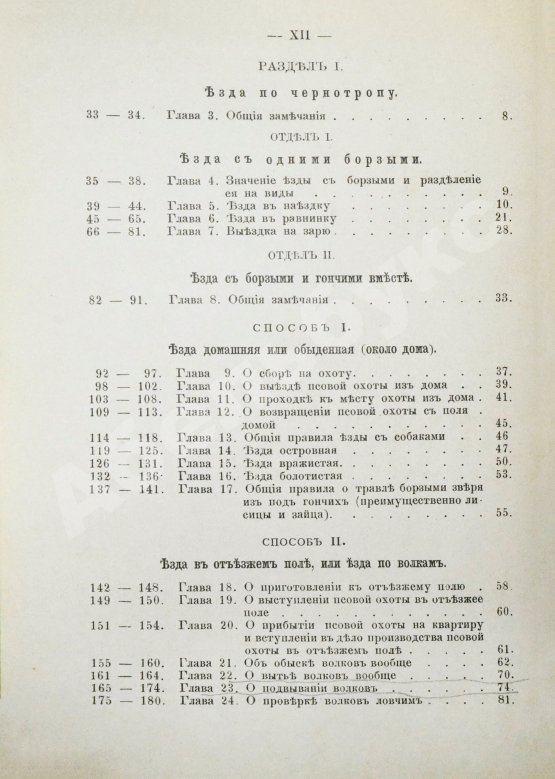 — XII —
РАЗДѢЛЪ I.
Ѣзда по чернотропу.
33 — 34. Глава 3. Общія замѣчанія . . . . . . . . . 8.
ОТДѢЛЪ I.
Ѣзда съ одними борзыми.
35 — 38. Глава 4. Значеніе ѣзды съ борзыми и раздѣленіе
ея на виды . . . . . . . . . 9.
39 — 44. Глава 5. Ѣзда въ наѣздку . . . . . . . . 10.
45 — 65. Глава 6. Ѣзда въ равнинку . . . . . . . 21.
66 — 81. Глава 7. Выѣздка на зарю . . . . . . . . 28.
ОТДѢЛЪ II.
Ѣзда съ борзыми и гончими вмѣстѣ.
82 — 91. Глава 8. Общія замѣчанія . . . . . . . . 33.
СПОСОБЪ I.
Ѣзда домашняя или обыденная (около дома).
92 — 97. Глава 9. О сборѣ на охоту . . . . . . . 37.
98 — 102. Глава 10. О выѣздѣ псовой охоты изъ дома . . 39.
103 — 108. Глава 11. О проходкѣ къ мѣсту охоты изъ дома . 41.
109 — 113. Глава 12. О возвращеніи псовой охоты съ поля
домой . . . . . . . . . 45.
114 — 118. Глава 13. Общія правила ѣзды съ собаками . . 46
119 — 125. Глава 14. Ѣзда островная . . . . . . . 47.
126 — 131. Глава 15. Ѣзда вражистая . . . . . . . 50.
132 — 136. Глава 16. Ѣзда болотистая . . . . . . . 53.
137 — 141. Глава 17. Общія правила о травлѣ борзыми звѣря
изъ подъ гончихъ (преимущественно ли-
сицы и зайца). . . . . . . . 55.
СПОСОБЪ II.
Ѣзда въ отъѣзжемъ полѣ, или ѣзда по волкамъ.
142 — 148. Глава 18. О приготовленіи къ отъѣзжему полю . 58.
149 — 150. Глава 19. О выступленіи псовой охоты въ отъѣзжее
поле . . . . . . . . . . 60.
151 — 154. Глава 20. О прибытіи псовой охоты на квартиру
и вступленіи въ дѣло производства псовой
охоты въ отъѣзжемъ полѣ . . . . . 61.
155 — 160. Глава 21. Объ обыскѣ волковъ вообще . . . . 62.
161 — 164. Глава 22. О вытьѣ волковъ вообще . . . . . 70.
165 — 174. Глава 23. О подвываніи волковъ . . . . . . 74.
175 — 180. Глава 24. О провѣркѣ волковъ ловчимъ . . . . 81.